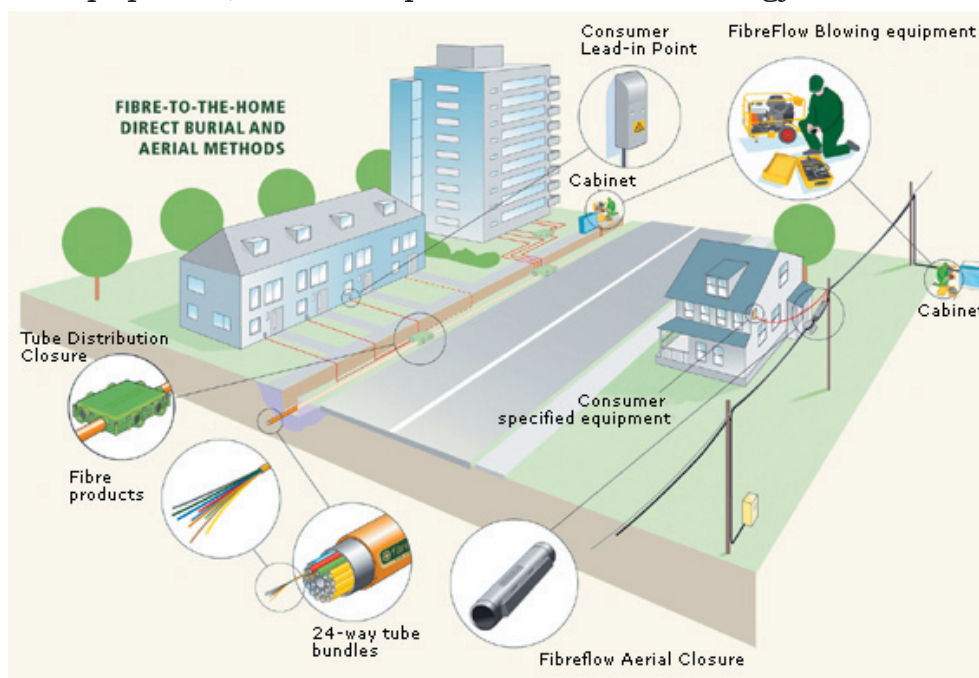 Consumer
Lead-in Point
FibreFlow Blowing equipment
FIBRE-TO-THE-HOME
DIRECT BURIAL AND
AERIAL METHODS
Cabinet
Cabinet
Tube Distribution
Closure
Consumer
specified equipment
Fibre
products
24-way tube
bundles
Fibreflow Aerial Closure